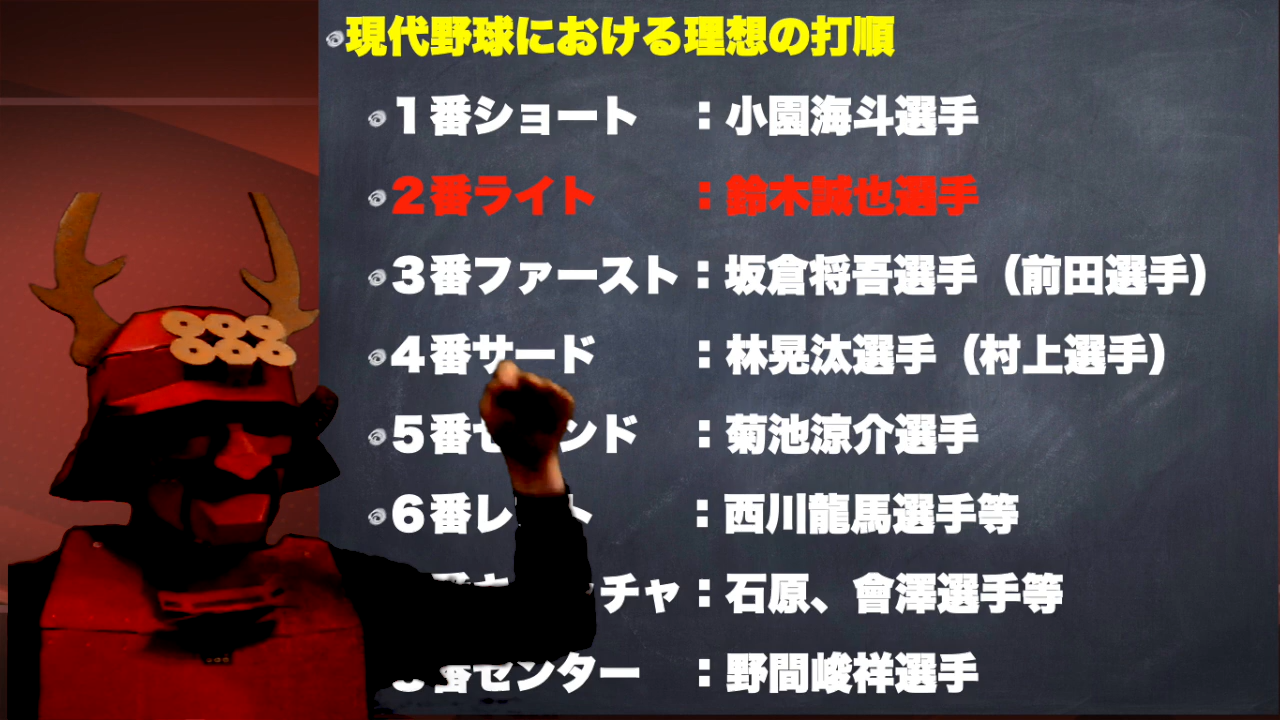 現代野球における理想の打順
1番ショート ：小園海斗選手
2番ライト ：鈴木誠也選手
3番ファースト：坂倉将吾選手（前田選手）
4番サード ：林晃汰選手（村上選手）
5番セ ンド ：菊池涼介選手
6番レ ト ：西川龍馬選手等
チャ：石原、會澤選手等
番センター ：野間峻祥選手